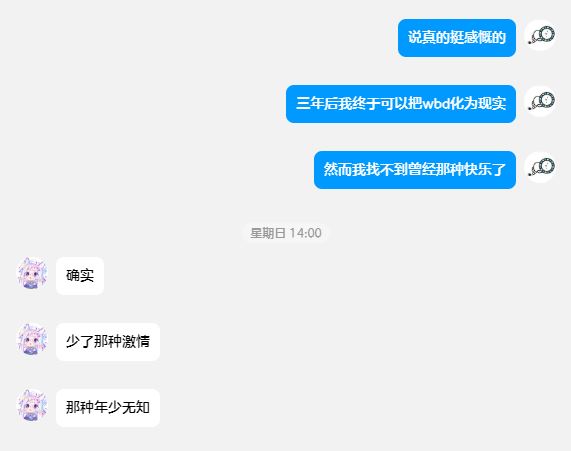 说真的挺感慨的
三年后我终于可以把wbd化为现实
然而我找不到曾经那种快乐了
星期日 14:00
确实
少了那种激情
那种年少无知